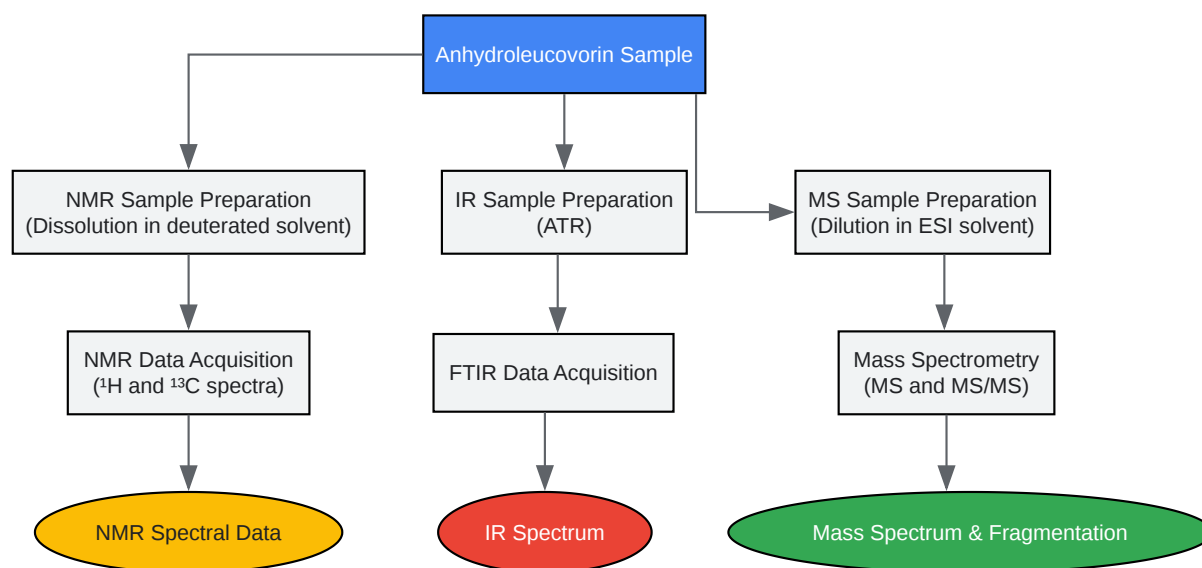 Anhydroleucovorin Sample
NMR Sample Preparation
(Dissolution in deuterated solvent)
IR Sample Preparation
(ATR)
MS Sample Preparation
(Dilution in ESI solvent)
NMR Data Acquisition
(¹H and ¹³C spectra)
FTIR Data Acquisition
Mass Spectrometry
(MS and MS/MS)
NMR Spectral Data
IR Spectrum
Mass Spectrum & Fragmentation